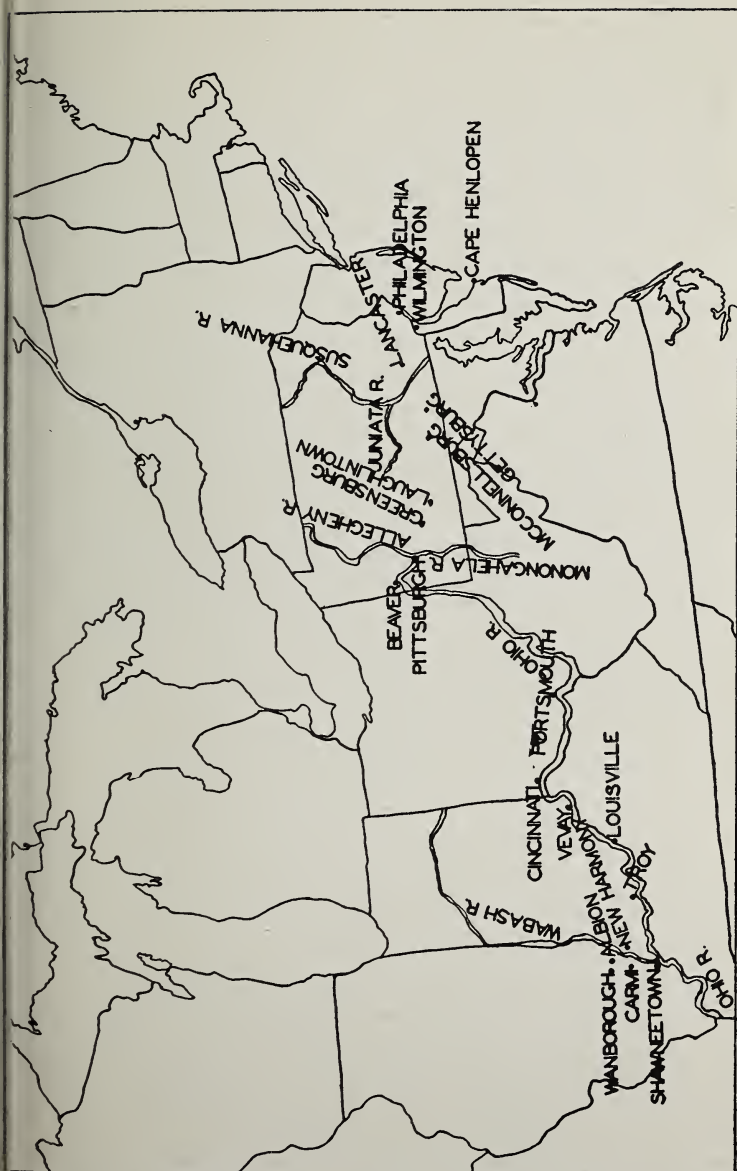 SUSQUEHANNA R.
LANCASTER
PHILADELPHIA
WILMINGTON
CAPE HENLOPEN
JUNIATA R.
LAUGHLINTOWN
GREENSBURG
ALLEGHENY R.
GETTYSBURG
MCCONNELLSBURG
MONONGAHELA R.
BEAVER
PITTSBURGH
OHIO R.
PORTSMOUTH
CINCINNATI
VEVAY
LOUISVILLE
TROY
WABASH R.
ALBION
NEW HARMONY
WANBOROUGH
CARMI
SHAWNEETOWN
OHIO R.